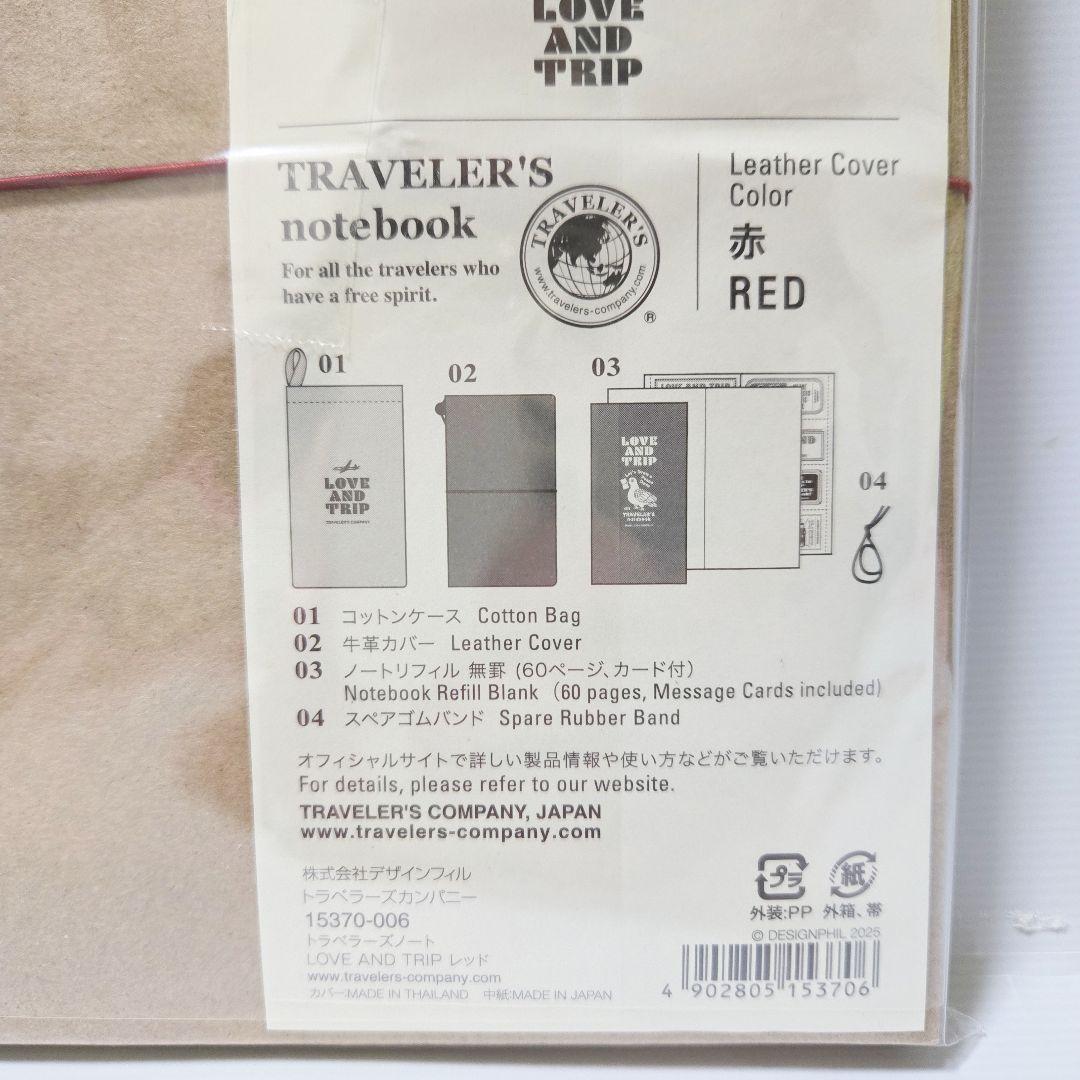 LOVE
AND
TRIP
TRAVELER'S
notebook
For all the travelers who
have a free spirit.
TRAVELER'S
www.travelers-company.com
®
Leather Cover
Color
赤
RED
01
02
03
04
LOVE
AND
TRIP
TRAVELER'S COMPANY
LOVE AND TRIP
LOVE
AND
TRIP
TRAVELER'S
notebook
01 コットンケース Cotton Bag
02 牛革カバー Leather Cover
03 ノートリフィル 無罫 (60ページ、カード付)
Notebook Refill Blank (60 pages, Message Cards included)
04 スペアゴムバンド Spare Rubber Band
オフィシャルサイトで詳しい製品情報や使い方などがご覧いただけます。
For details, please refer to our website.
TRAVELER'S COMPANY, JAPAN
www.travelers-company.com
株式会社デザインフィル
トラベラーズカンパニー
15370-006
トラベラーズノート
LOVE AND TRIP レッド
www.travelers-company.com
カバー:MADE IN THAILAND 中紙:MADE IN JAPAN
プラ 紙
外装:PP 外箱、帯
© DESIGNPHIL 2025
4 902805 153706